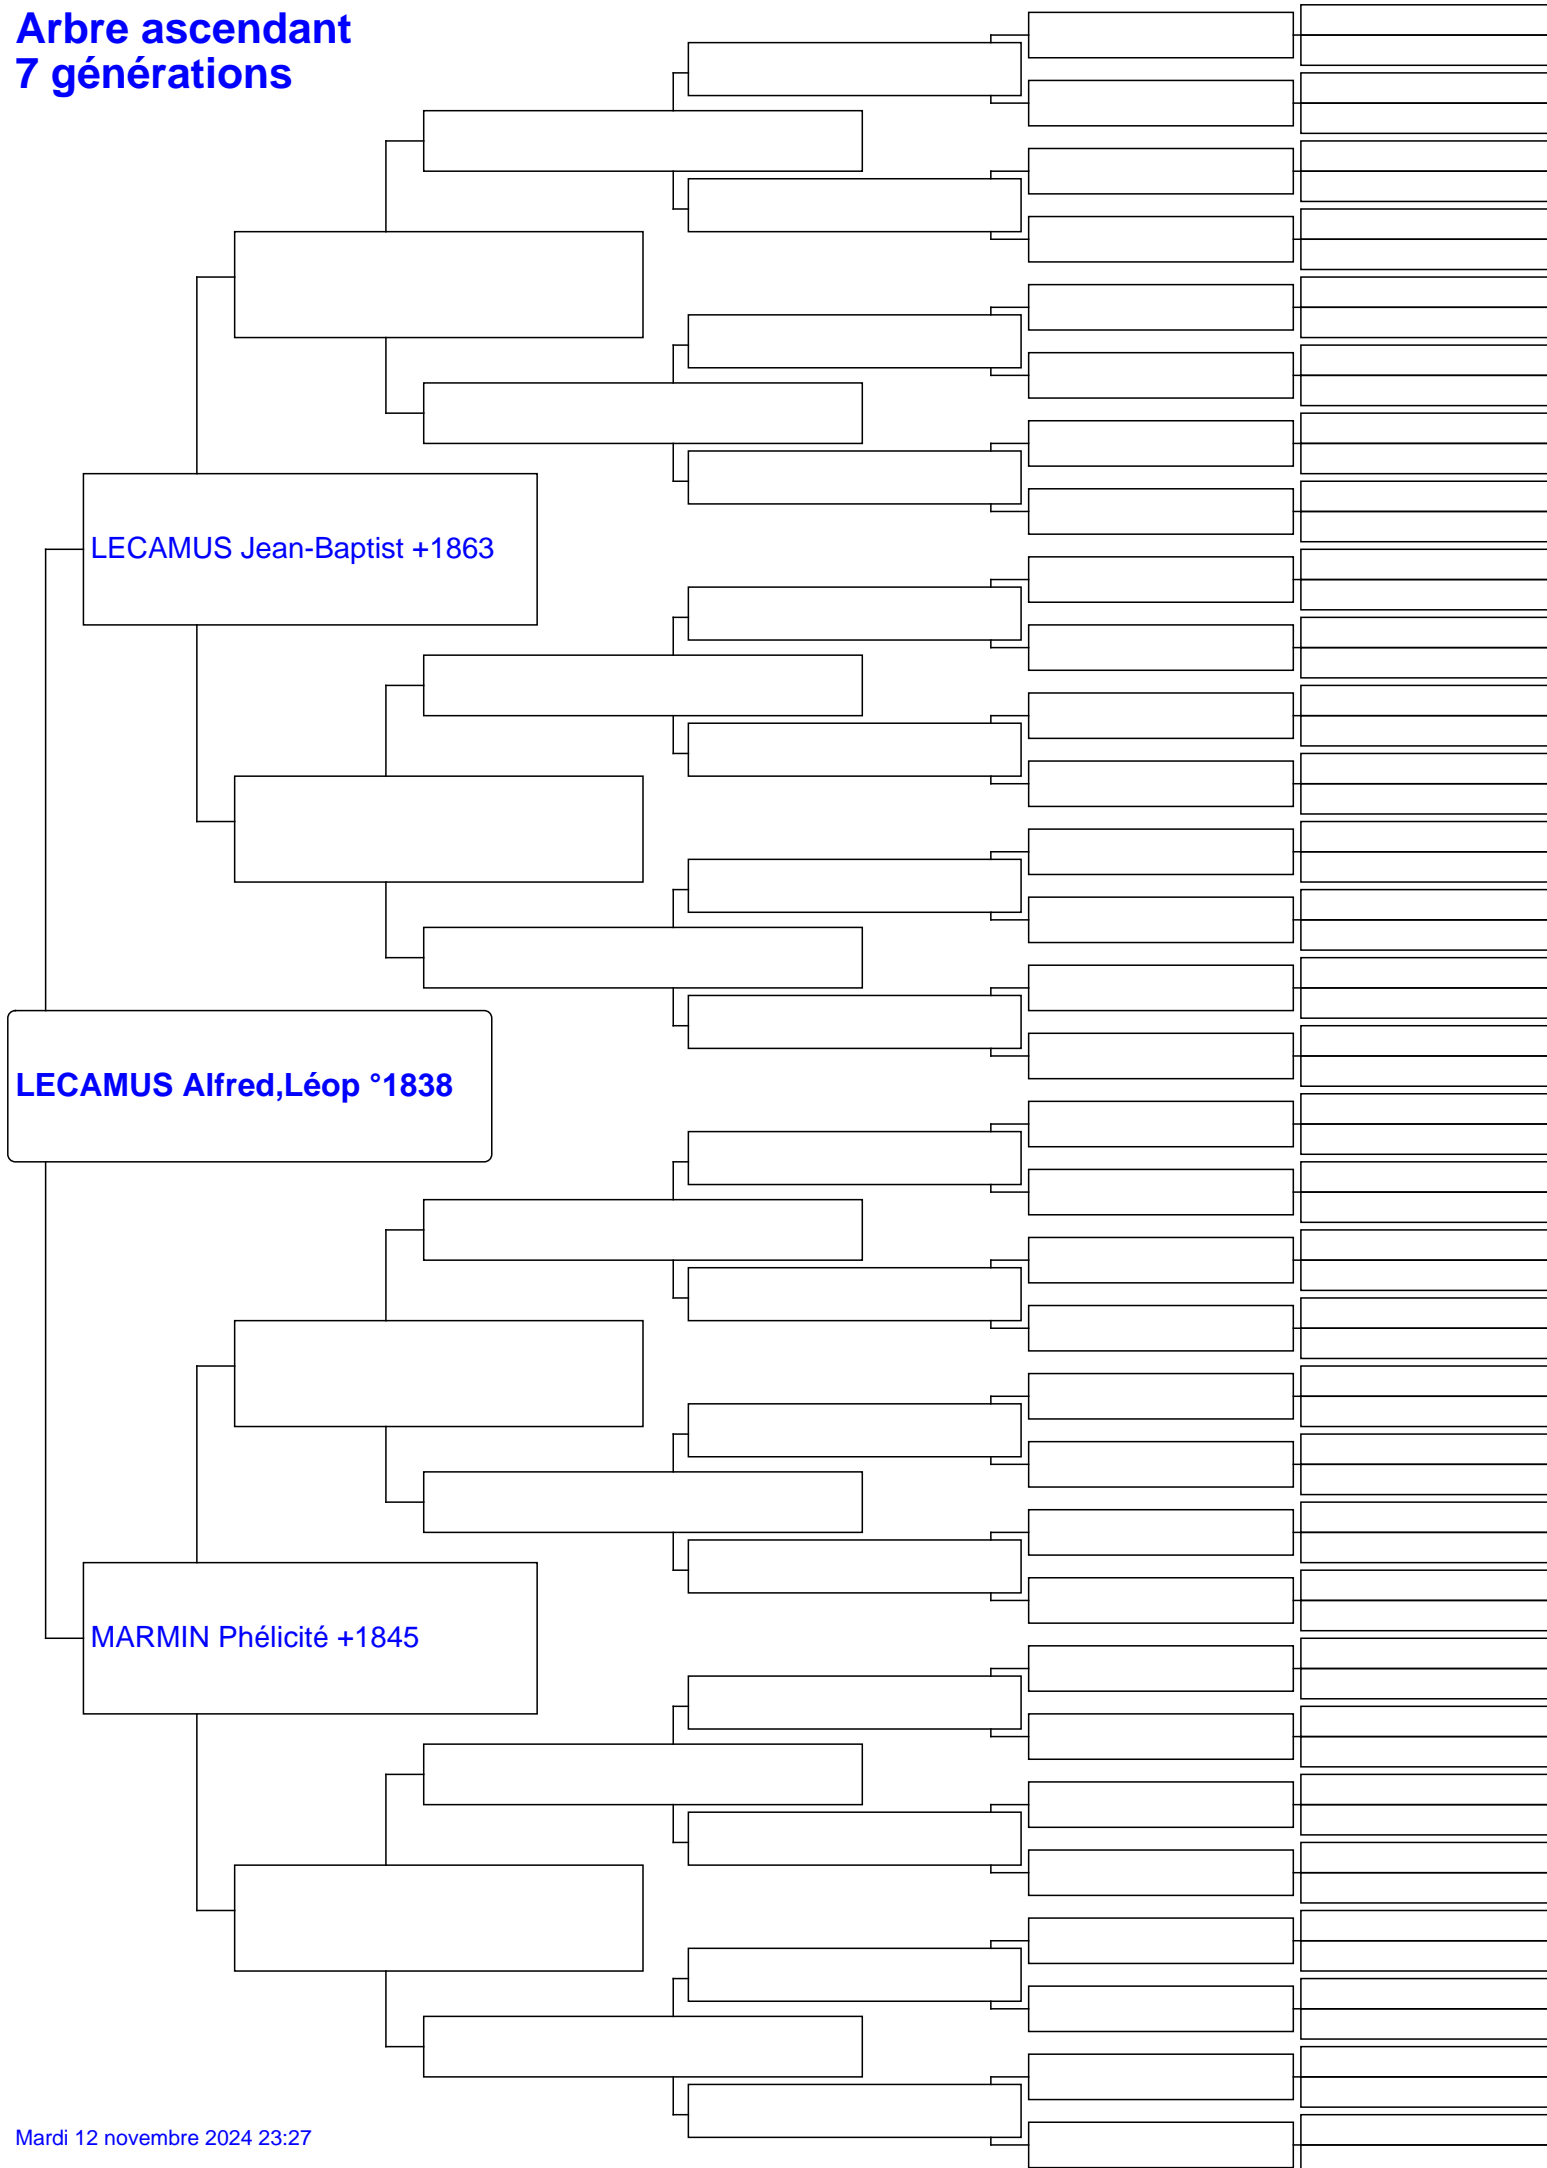 Arbre ascendant
7 générations
LECAMUS Jean-Baptist +1863
LECAMUS Alfred,Léop °1838
MARMIN Phélicité +1845
Mardi 12 novembre 2024 23:27